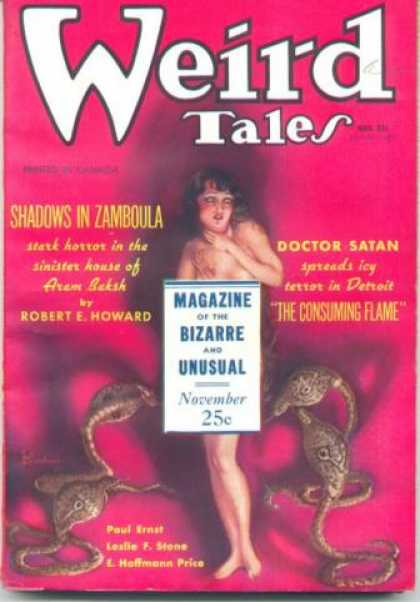 Weird
Tales
PRINTED IN CANADA
SHADOWS IN ZAMBOULA
stark horror in the
sinister house of
Aram Baksh
by
ROBERT E. HOWARD
DOCTOR SATAN
spreads icy
terror in Detroit
"THE CONSUMING FLAME"
MAGAZINE
OF THE
BIZARRE
AND
UNUSUAL
November
25c
Paul Ernst
Leslie F. Stone
E. Hoffmann Price